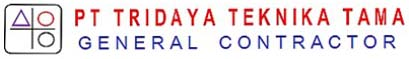 PT TRIDAYA TEKNIKA TAMA
GENERAL CONTRACTOR